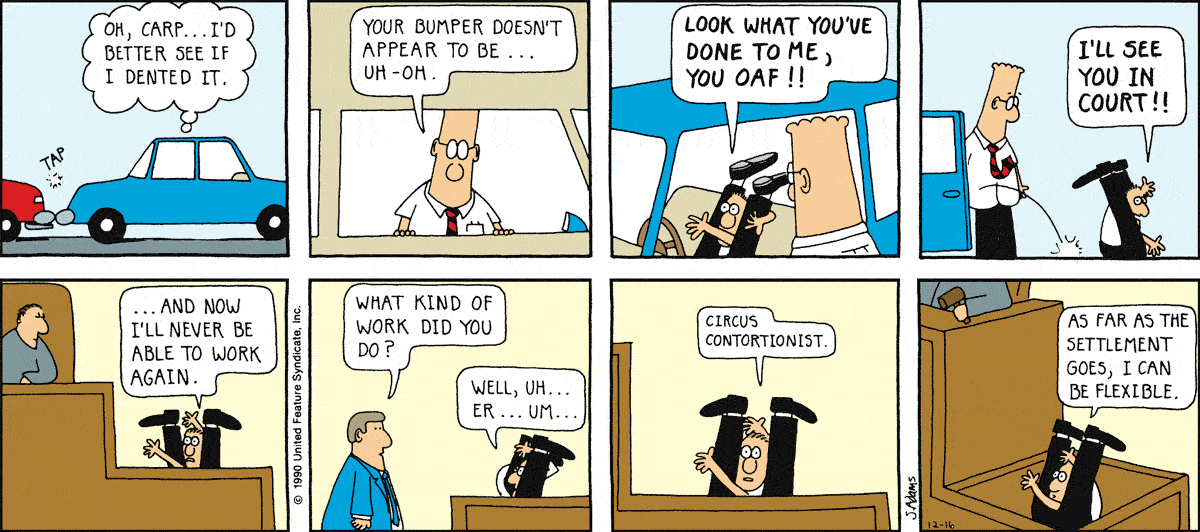 OH, CARP...I'D
BETTER SEE IF
I DENTED IT.
TAP
YOUR BUMPER DOESN'T
APPEAR TO BE ...
UH-OH.
LOOK WHAT YOU'VE
DONE TO ME,
YOU OAF!!
I'LL SEE
YOU IN
COURT!!
...AND NOW
I'LL NEVER BE
ABLE TO WORK
AGAIN.
© 1990 United Feature Syndicate, Inc.
WHAT KIND OF
WORK DID YOU
DO?
WELL, UH...
ER ... UM...
CIRCUS
CONTORTIONIST.
S.Adams
AS FAR AS THE
SETTLEMENT
GOES, I CAN
BE FLEXIBLE.
12-16